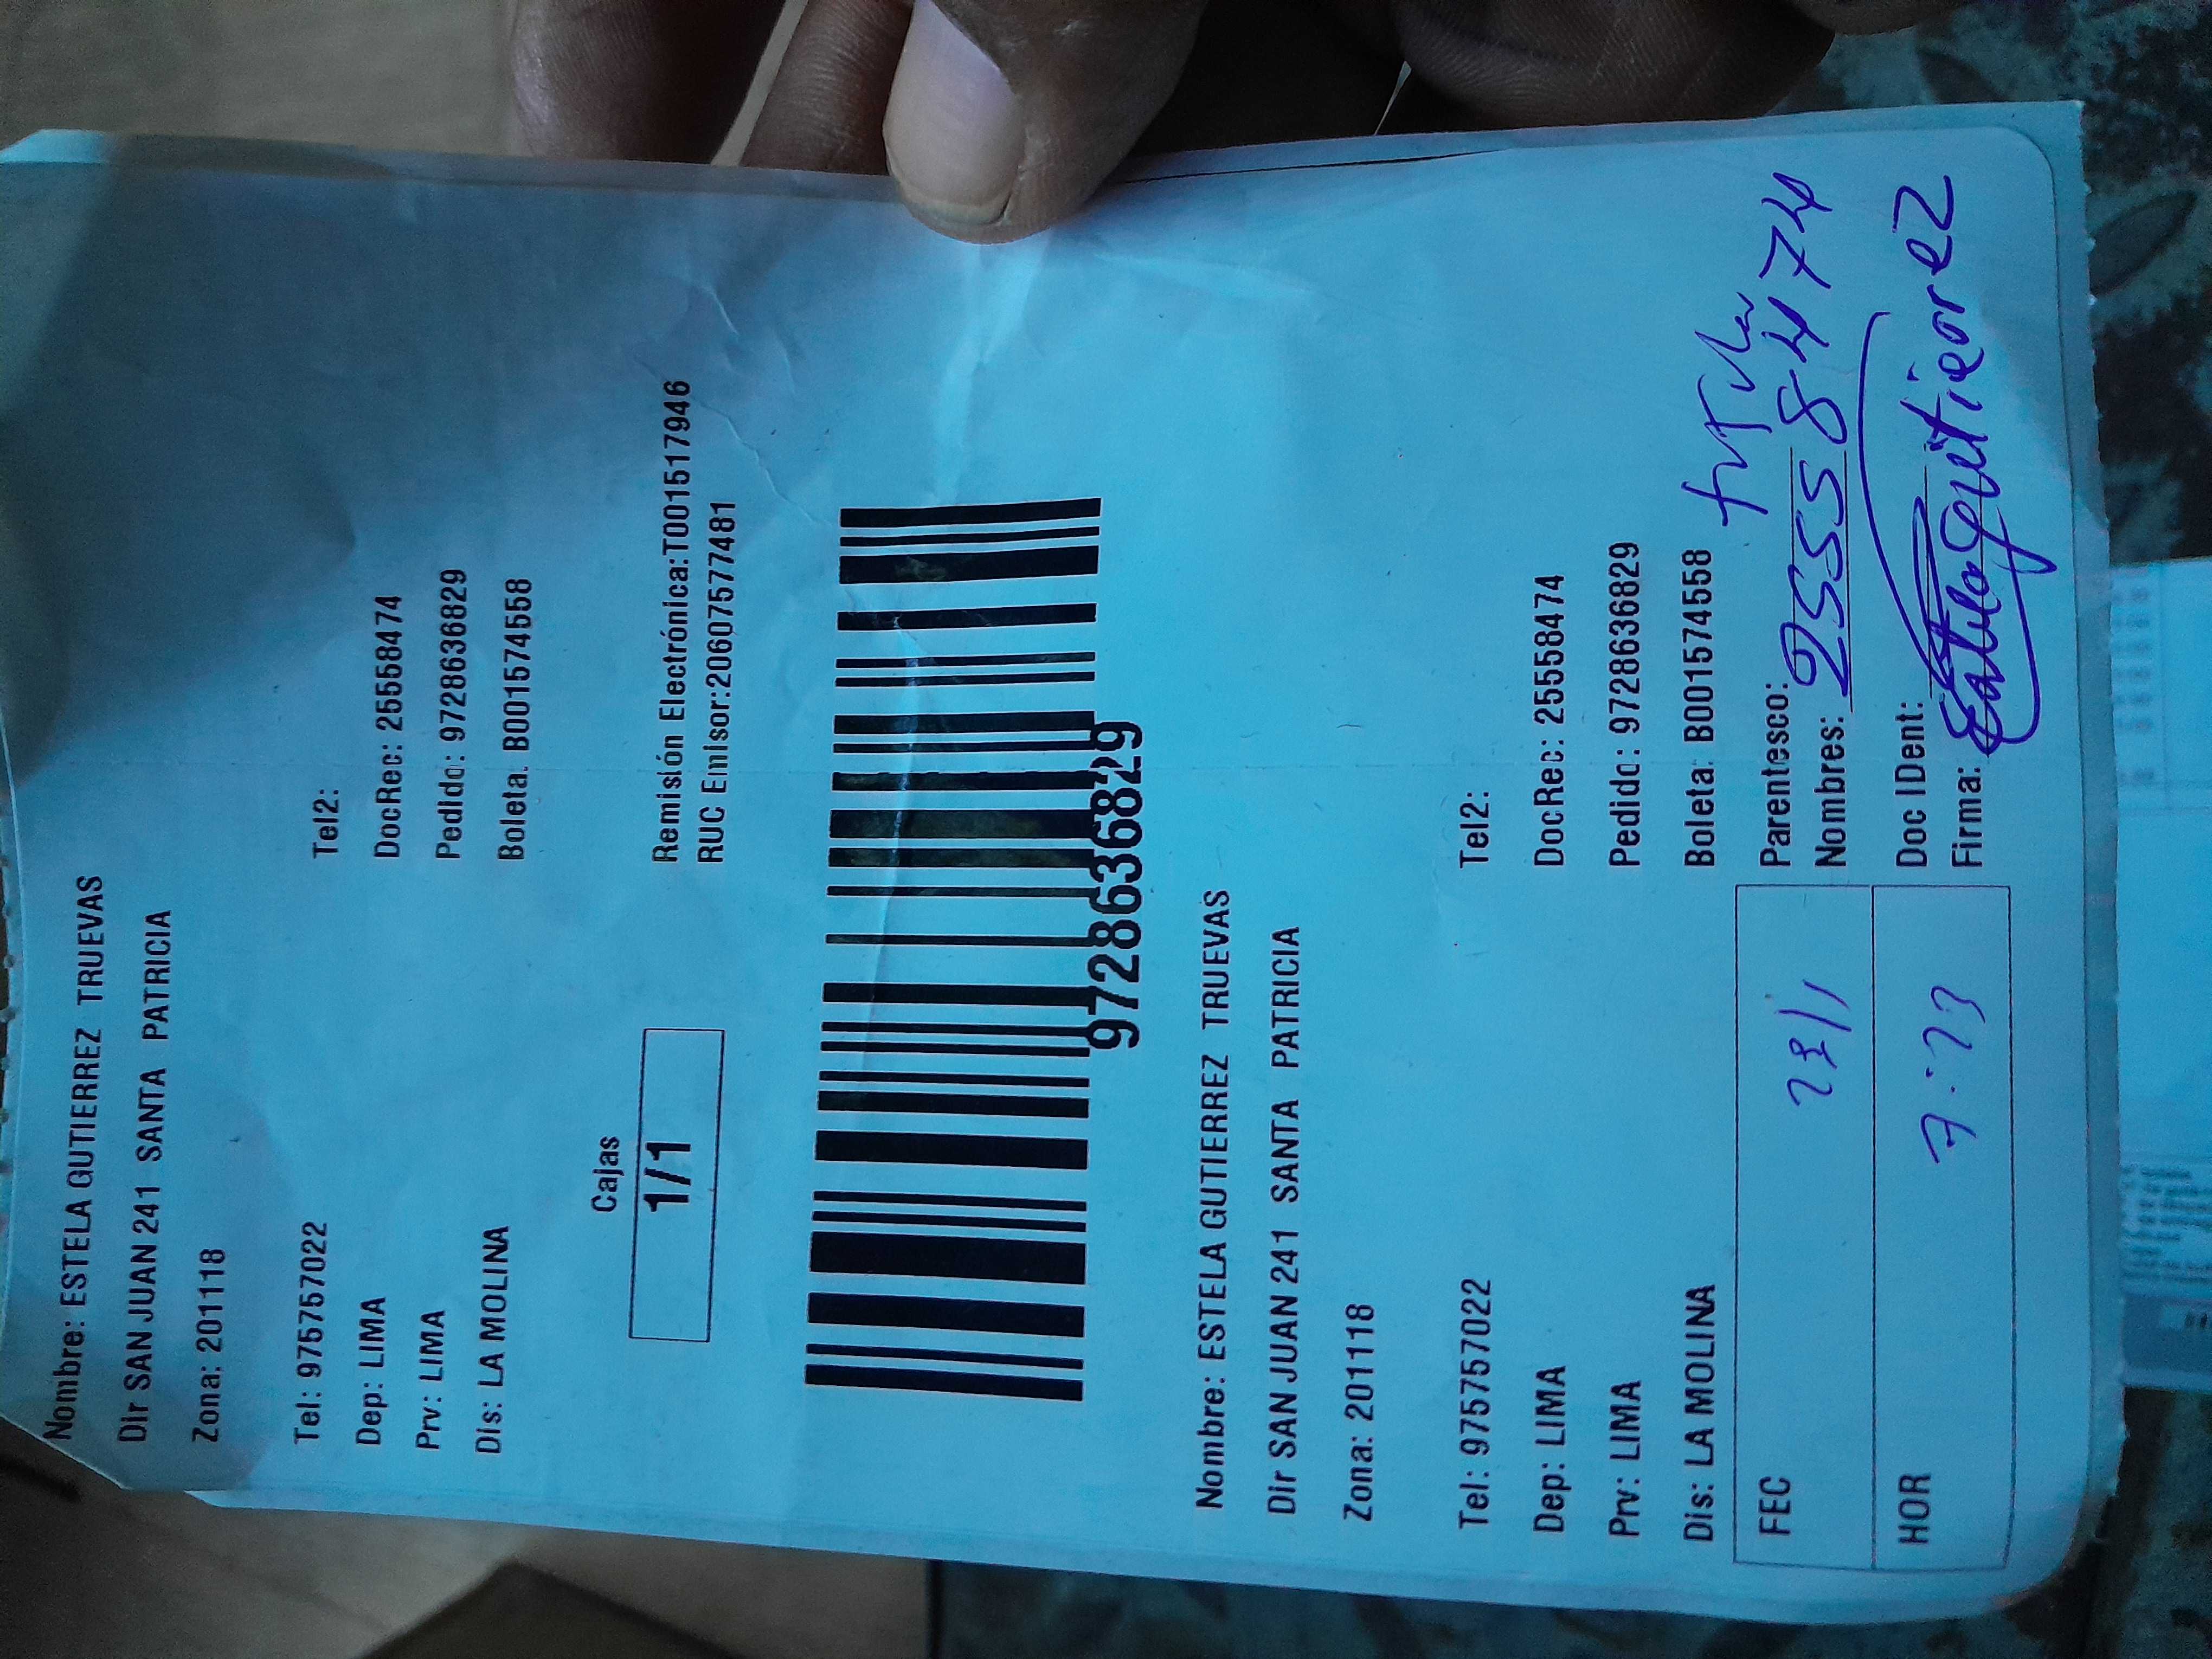 Nombre: ESTELA GUTIERREZ TRUEVAS
Dir SAN JUAN 241 SANTA PATRICIA
Zona: 201118
Tel: 975757022 Tel2:
Dep: LIMA DocRec: 25558474
Prv: LIMA Pedido: 9728636829
Dis: LA MOLINA Boleta: B001574558
Cajas
1/1
Remisión Electrónica:T001517946
RUC Emisor:20607577481
9728636829
Nombre: ESTELA GUTIERREZ TRUEVAS
Dir SAN JUAN 241 SANTA PATRICIA
Zona: 201118
Tel: 975757022 Tel2:
Dep: LIMA DocRec: 25558474
Prv: LIMA Pedido: 9728636829
Dis: LA MOLINA Boleta: B001574558
FEC 23/1 Parentesco:
Nombres: 25558474
HOR 7:23 Doc IDent:
Firma: Estela Gutierrez